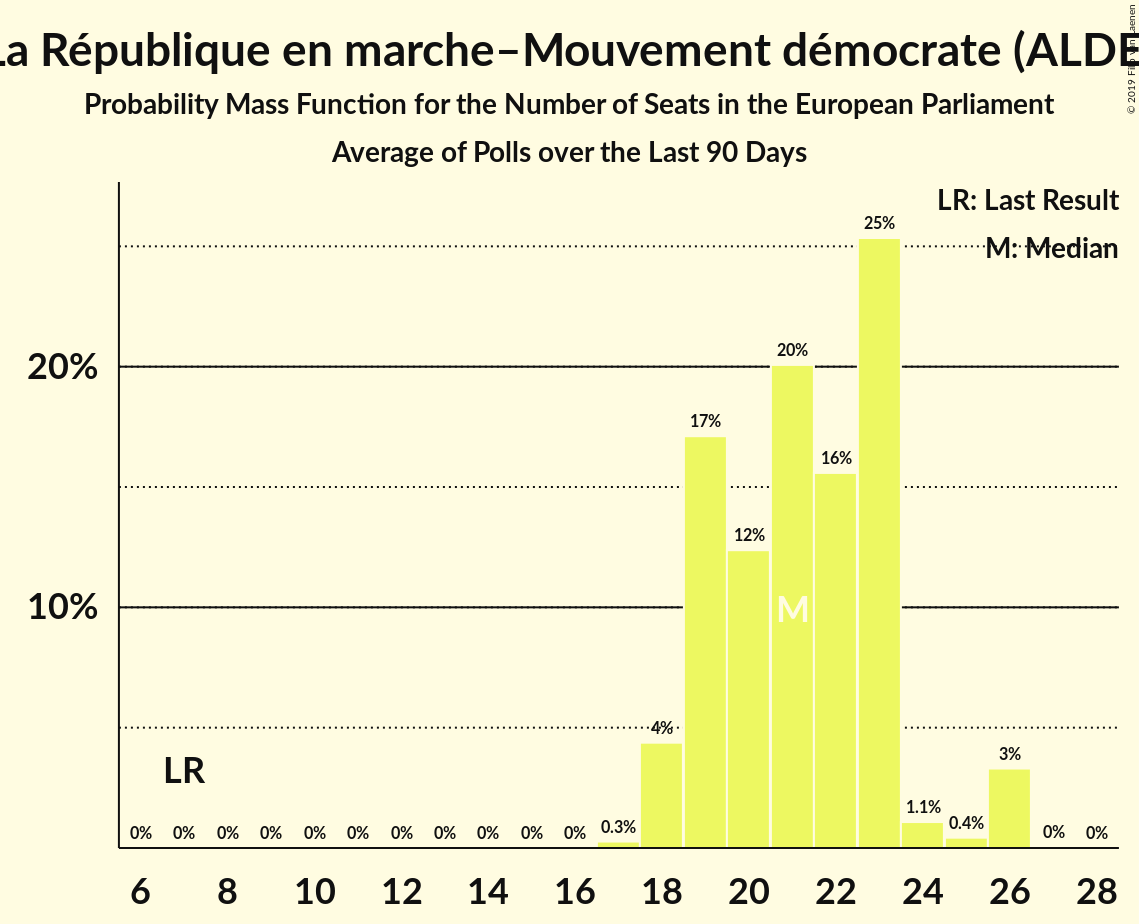 La République en marche–Mouvement démocrate (ALDE
Probability Mass Function for the Number of Seats in the European Parliament
Average of Polls over the Last 90 Days
© 2019 Filip
LR: Last Result
M: Median
25%
20%
20%
17%
16%
12%
10%
M
4%
LR
3%
1.1%
0.4%
0.3%
0% 0% 0% 0% 0% 0% 0% 0% 0% 0% 0% 0% 0%
6 8 10 12 14 16 18 20 22 24 26 28